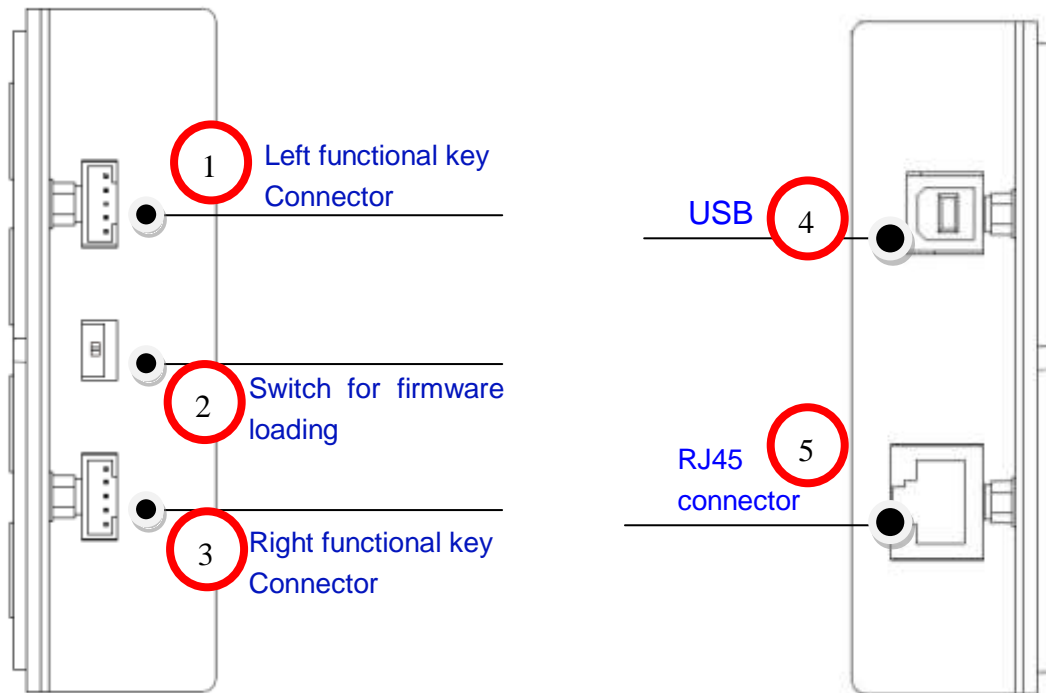 1
Left functional key
Connector
2
Switch for firmware
loading
3
Right functional key
Connector
USB
4
RJ45
connector
5